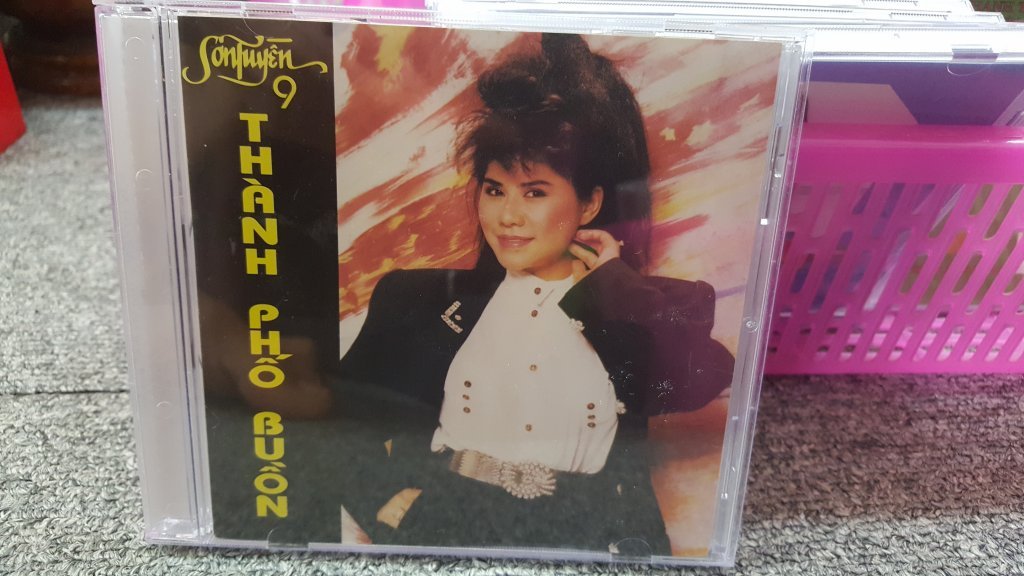 Sơn Tuyền
9
THÀNH PHỐ BUỒN